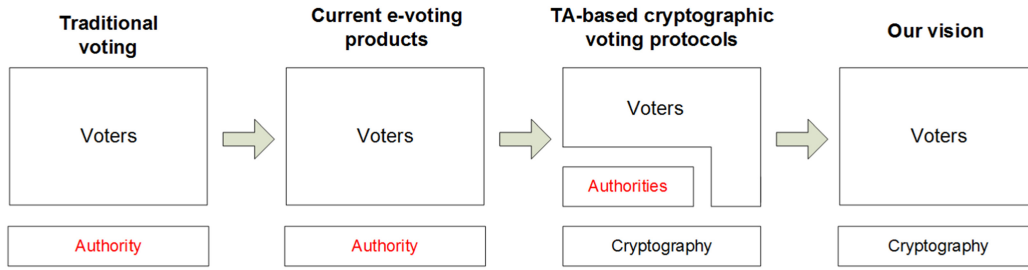 Traditional
voting
Current e-voting
products
TA-based cryptographic
voting protocols
Our vision
Voters
Voters
Voters
Voters
Authorities
Authority
Authority
Cryptography
Cryptography